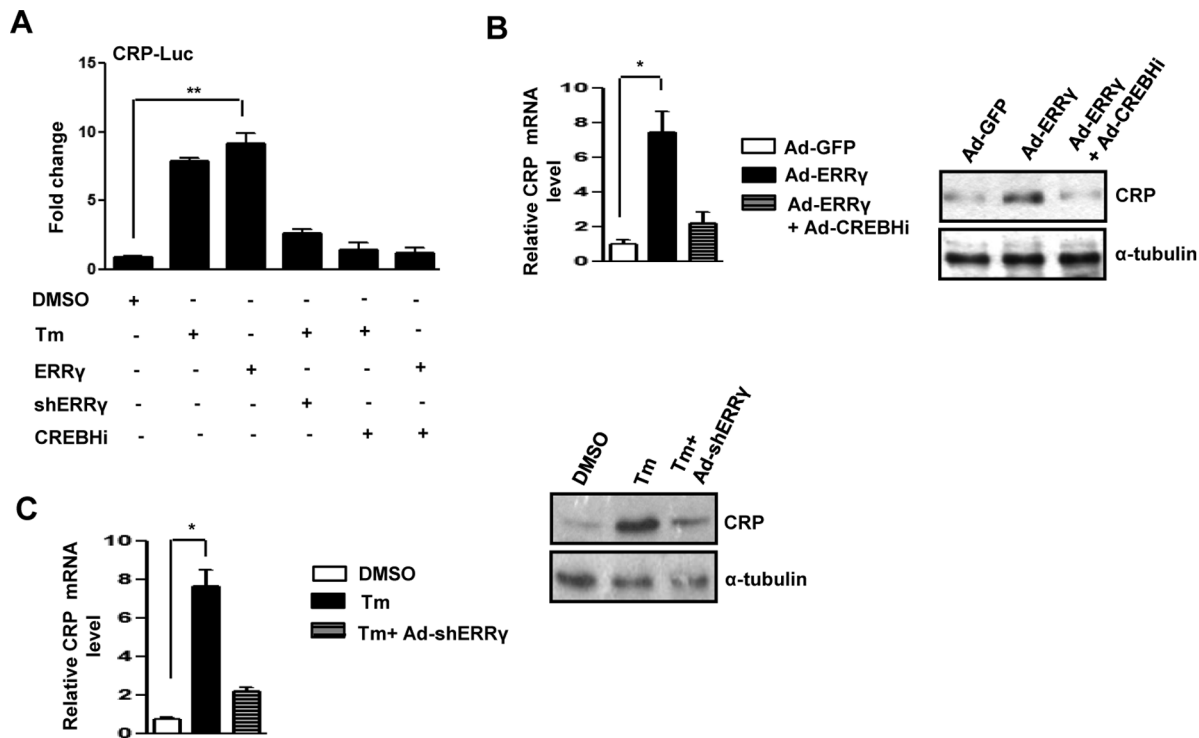 A
CRP-Luc
**
15
10
5
0
Fold change
DMSO + - - - - -
Tm - + - + + -
ERRγ - - + - - +
shERRγ - - - + - -
CREBHi - - - - + +
B
*
10
8
6
4
2
0
Relative CRP mRNA
level
Ad-GFP
Ad-ERRγ
Ad-ERRγ
+ Ad-CREBHi
Ad-GFP
Ad-ERRγ
Ad-ERRγ
+ Ad-CREBHi
CRP
α-tubulin
C
*
10
8
6
4
2
0
Relative CRP mRNA
level
DMSO
Tm
Tm+ Ad-shERRγ
DMSO
Tm
Tm+
Ad-shERRγ
CRP
α-tubulin